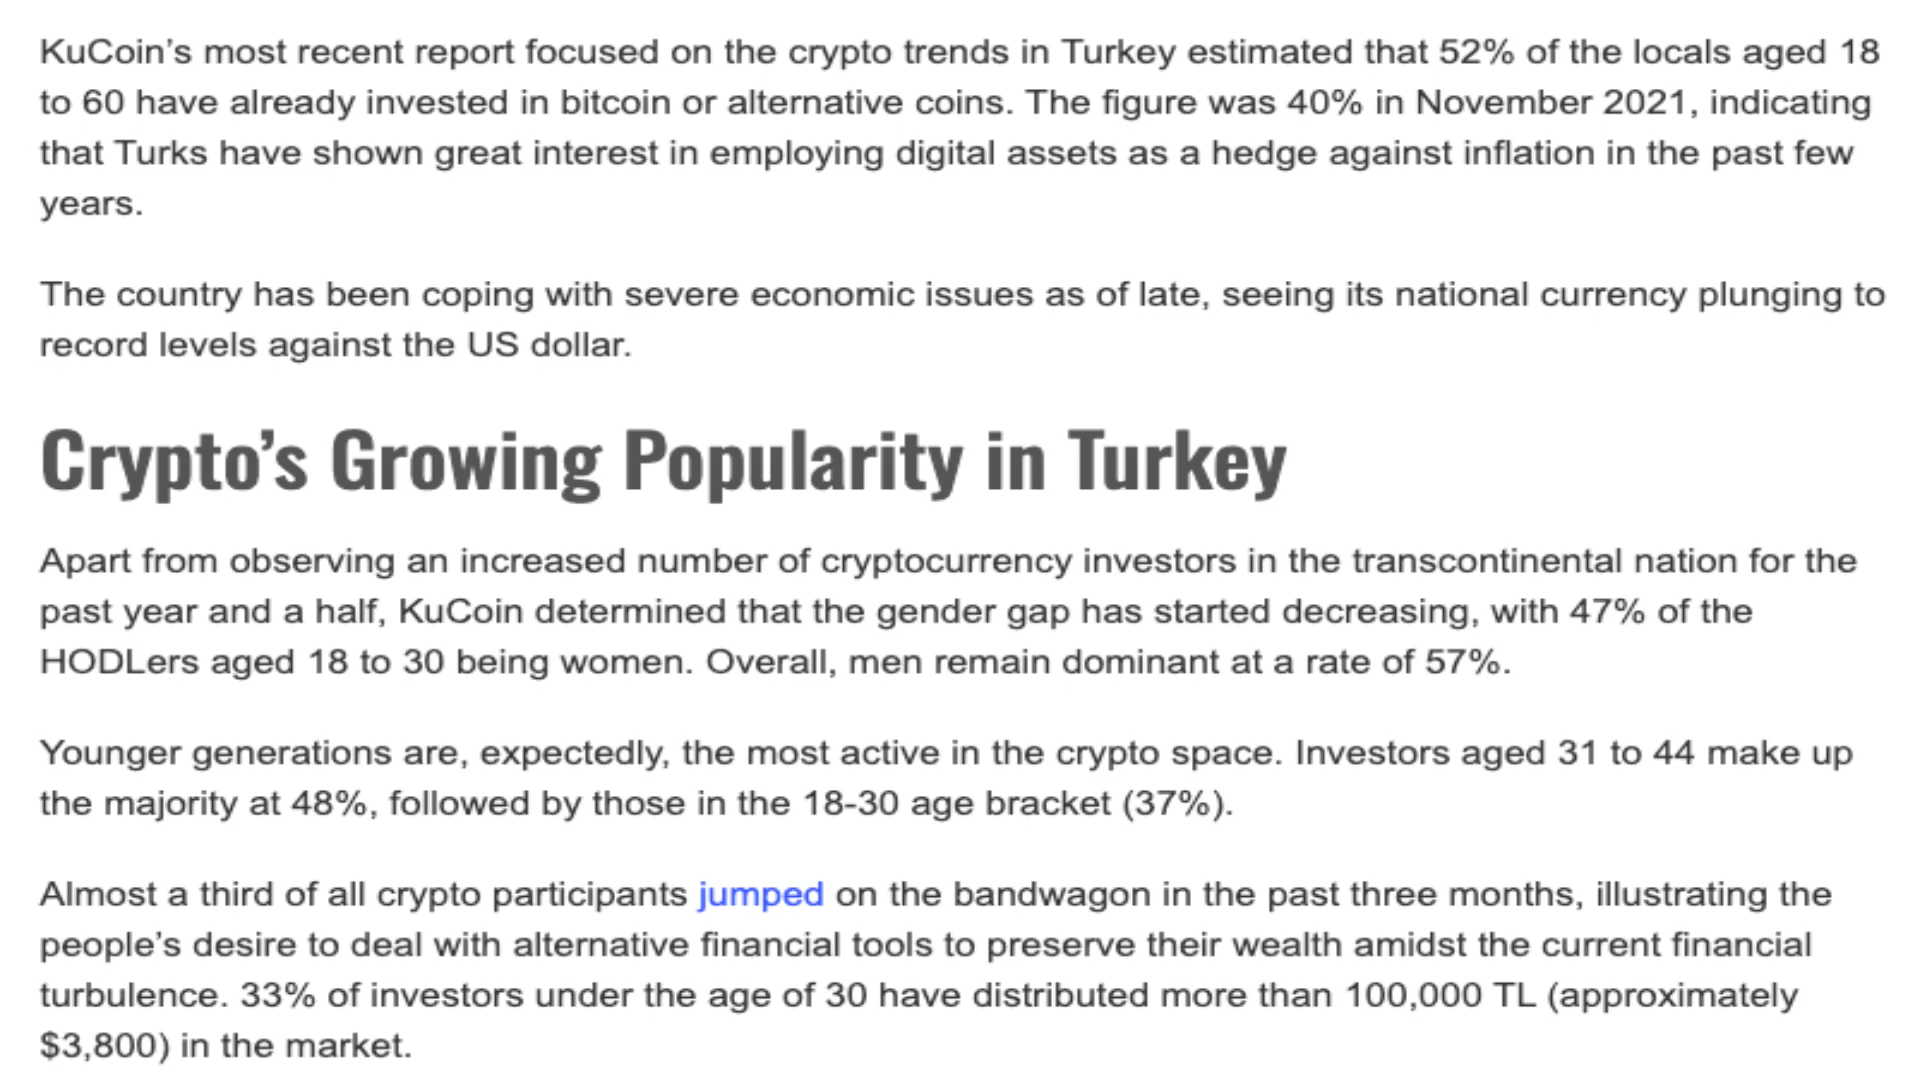 KuCoin’s most recent report focused on the crypto trends in Turkey estimated that 52% of the locals aged 18
to 60 have already invested in bitcoin or alternative coins. The figure was 40% in November 2021, indicating
that Turks have shown great interest in employing digital assets as a hedge against inflation in the past few
years.
The country has been coping with severe economic issues as of late, seeing its national currency plunging to
record levels against the US dollar.
Crypto’s Growing Popularity in Turkey
Apart from observing an increased number of cryptocurrency investors in the transcontinental nation for the
past year and a half, KuCoin determined that the gender gap has started decreasing, with 47% of the
HODLers aged 18 to 30 being women. Overall, men remain dominant at a rate of 57%.
Younger generations are, expectedly, the most active in the crypto space. Investors aged 31 to 44 make up
the majority at 48%, followed by those in the 18-30 age bracket (37%).
Almost a third of all crypto participants jumped on the bandwagon in the past three months, illustrating the
people’s desire to deal with alternative financial tools to preserve their wealth amidst the current financial
turbulence. 33% of investors under the age of 30 have distributed more than 100,000 TL (approximately
$3,800) in the market.